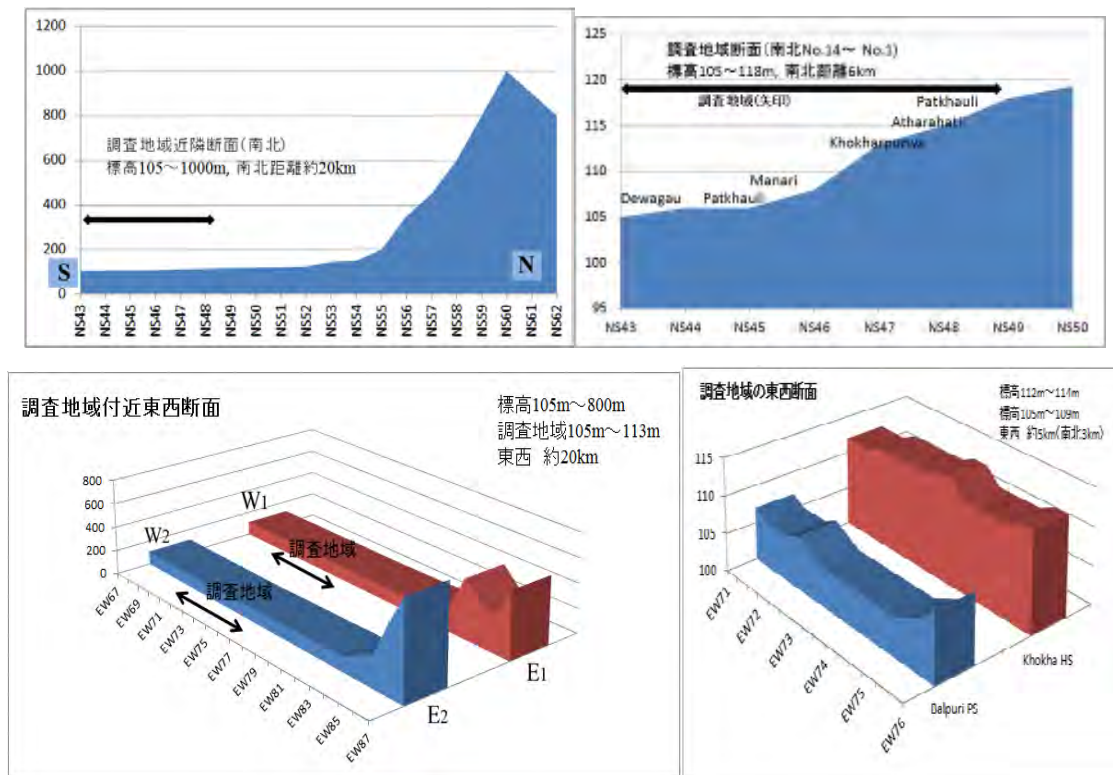 1200
1000
800
600
400
200
0
調査地域近隣断面(南北)
標高105～1000m, 南北距離約20km
S
N
NS43
NS44
NS45
NS46
NS47
NS48
NS49
NS50
NS51
NS52
NS53
NS54
NS55
NS56
NS57
NS58
NS59
NS60
NS61
NS62
125
120
115
110
105
100
95
調査地域断面(南北No.14～ No.1)
標高105～118m, 南北距離6km
調査地域(矢印)
Patkhauli
Atharahati
Khokharpurva
Manari
Dewagau Patkhauli
NS43 NS44 NS45 NS46 NS47 NS48 NS49 NS50
調査地域付近東西断面
標高105m～800m
調査地域105m～113m
東西 約20km
800
600
400
200
0
W1
W2
調査地域
調査地域
E1
E2
EW67
EW69
EW71
EW73
EW75
EW77
EW79
EW81
EW83
EW85
EW87
調査地域の東西断面
標高112m～114m
標高105m～109m
東西 約5km(南北3km)
115
110
105
100
EW71
EW72
EW73
EW74
EW75
EW76
Khokha HS
Balpuri PS